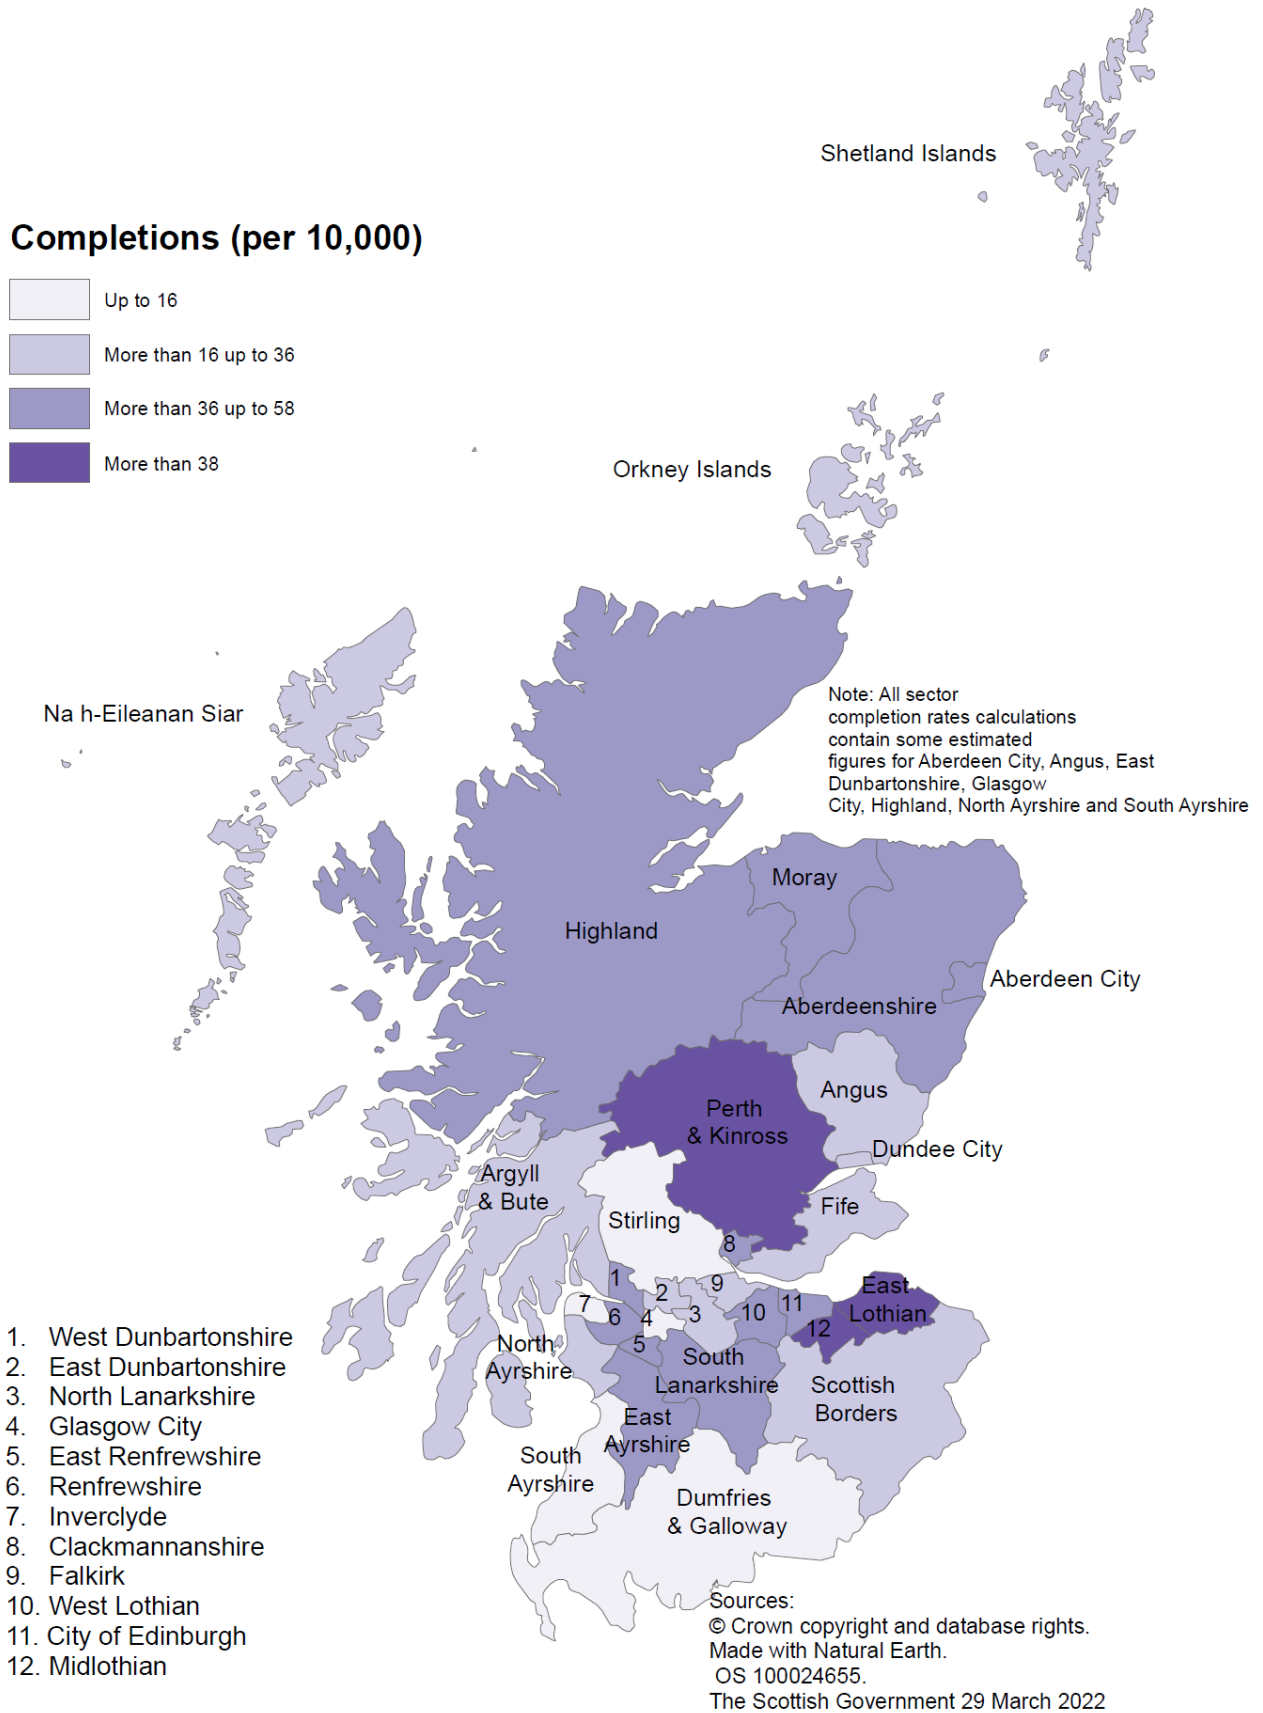 Shetland Islands
Completions (per 10,000)
Up to 16
More than 16 up to 36
More than 36 up to 58
More than 38
Orkney Islands
Na h-Eileanan Siar
Note: All sector
completion rates calculations
contain some estimated
figures for Aberdeen City, Angus, East
Dunbartonshire, Glasgow
City, Highland, North Ayrshire and South Ayrshire
Moray
Highland
Aberdeen City
Aberdeenshire
Angus
Perth
& Kinross
Dundee City
Argyll
& Bute
Fife
Stirling
8
1
2
9
East
Lothian
7
6
4
3
10
11
12
5
North
Ayrshire
South
Lanarkshire
Scottish
Borders
East
Ayrshire
South
Ayrshire
Dumfries
& Galloway
1. West Dunbartonshire
2. East Dunbartonshire
3. North Lanarkshire
4. Glasgow City
5. East Renfrewshire
6. Renfrewshire
7. Inverclyde
8. Clackmannanshire
9. Falkirk
10. West Lothian
11. City of Edinburgh
12. Midlothian
Sources:
© Crown copyright and database rights.
Made with Natural Earth.
OS 100024655.
The Scottish Government 29 March 2022